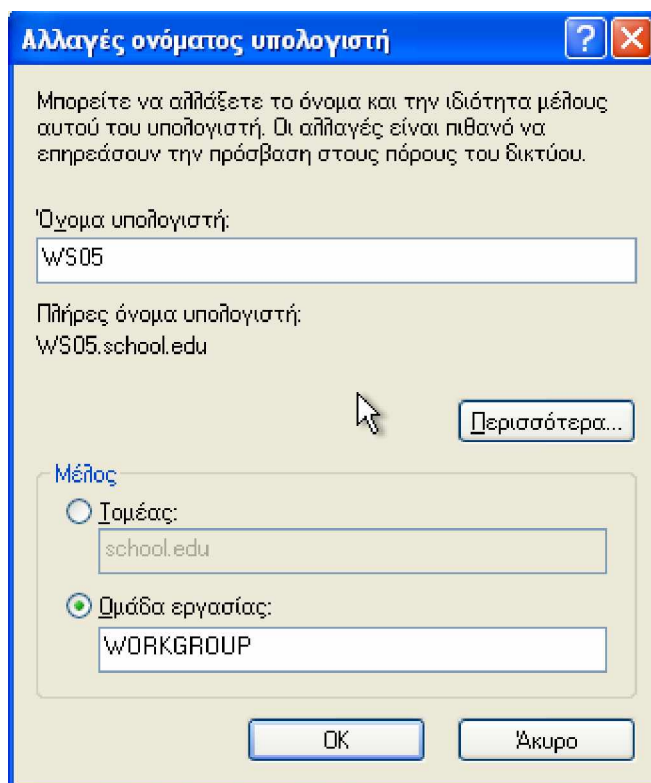 Αλλαγές ονόματος υπολογιστή
Μπορείτε να αλλάξετε το όνομα και την ιδιότητα μέλους
αυτού του υπολογιστή. Οι αλλαγές είναι πιθανό να
επηρεάσουν την πρόσβαση στους πόρους του δικτύου.
Όνομα υπολογιστή:
WS05
Πλήρες όνομα υπολογιστή:
WS05.school.edu
Περισσότερα...
Μέλος
Τομέας:
school.edu
Ομάδα εργασίας:
WORKGROUP
OK Άκυρο